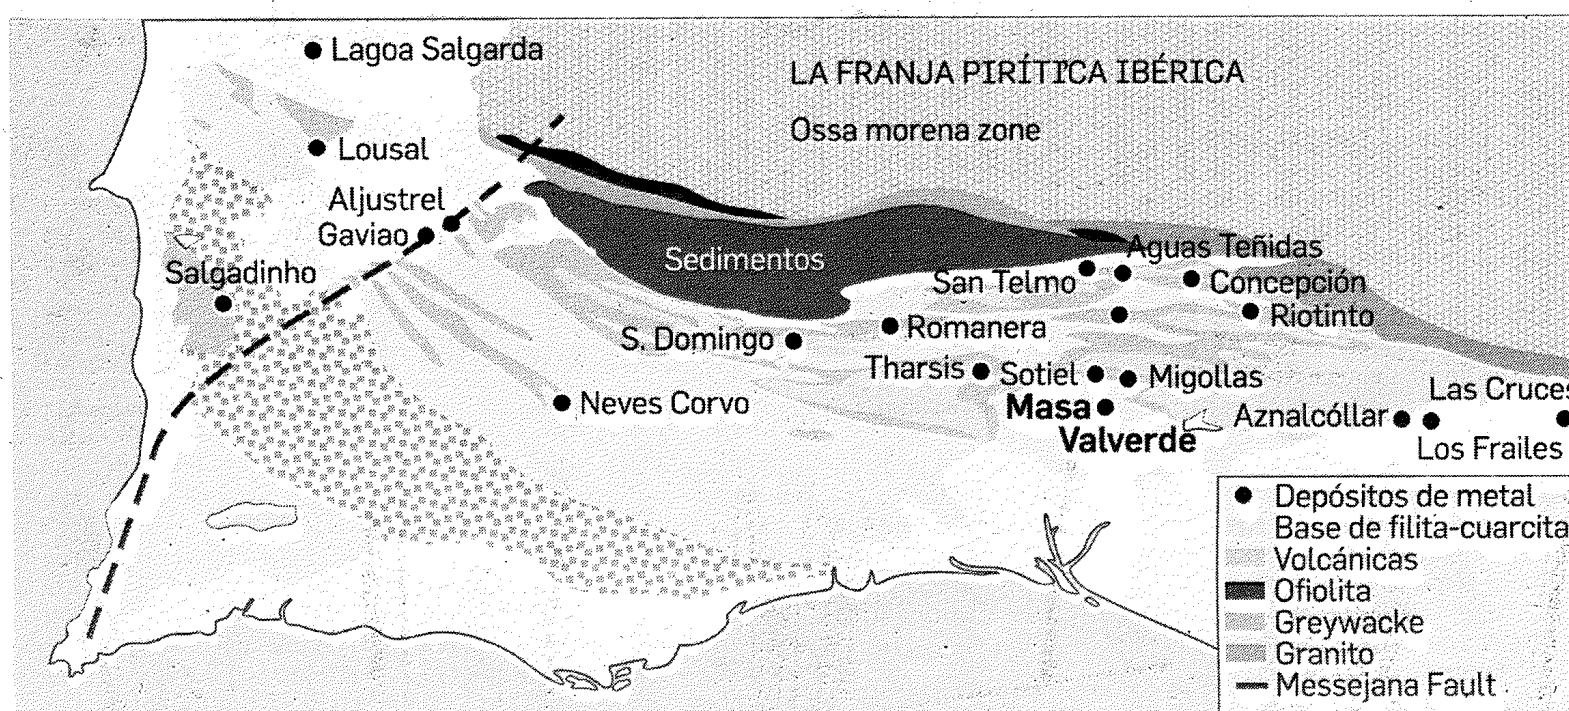 Lagoa Salgarda
LA FRANJA PIRÍTICA IBÉRICA
Ossa morena zone
Lousal
Aljustrel
Gaviao
Salgadinho
Sedimentos
Aguas Teñidas
San Telmo
Concepción
Riotinto
Romanera
S. Domingo
Tharsis
Sotiel
Migollas
Neves Corvo
Masa
Valverde
Las Cruces
Aznalcóllar
Los Frailes
Depósitos de metal
Base de filita-cuarcita
Volcánicas
Ofiolita
Greywacke
Granito
Messejana Fault